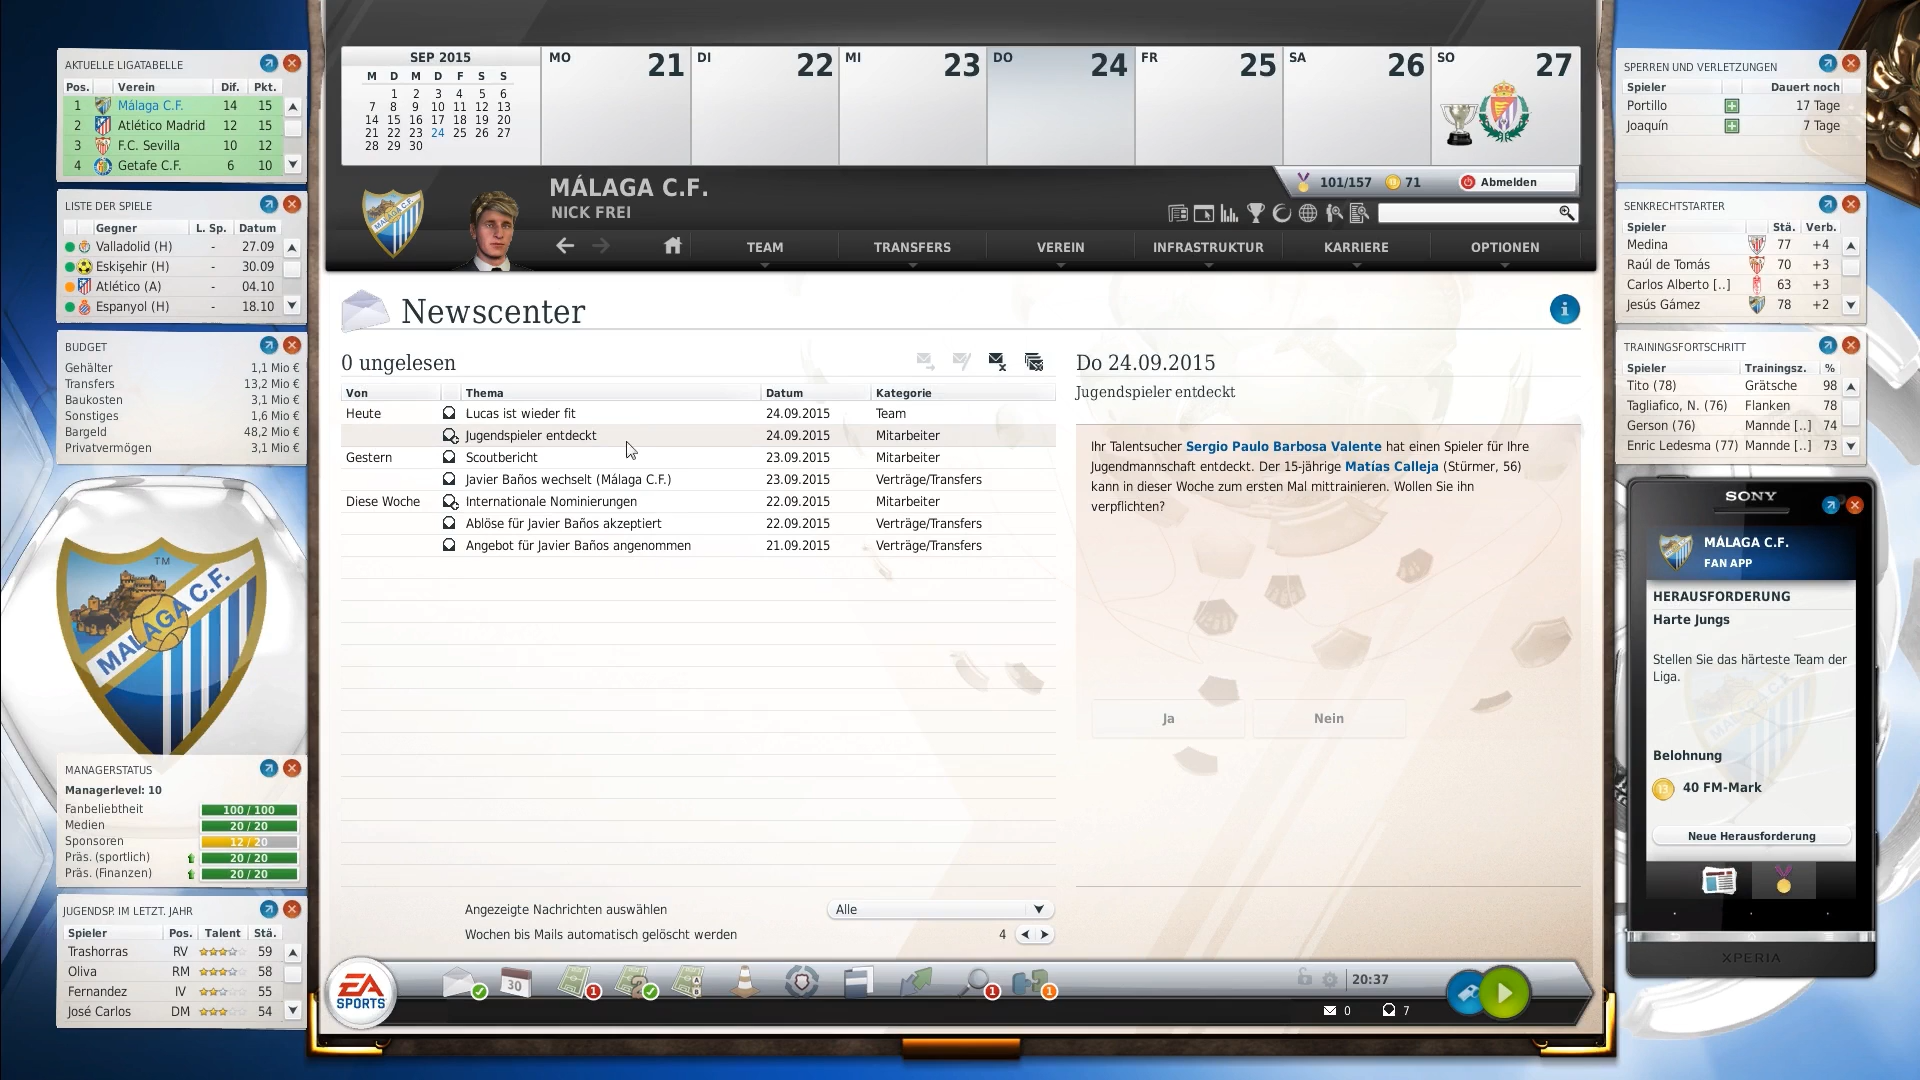 AKTUELLE LIGATABELLE
Pos. Verein Dif. Pkt.
1 Málaga C.F. 14 15
2 Atlético Madrid 12 15
3 F.C. Sevilla 10 12
4 Getafe C.F. 6 10
LISTE DER SPIELE
Gegner L. Sp. Datum
Valladolid (H) - 27.09
Eskişehir (H) - 30.09
Atlético (A) - 04.10
Espanyol (H) - 18.10
BUDGET
Gehälter 1,1 Mio €
Transfers 13,2 Mio €
Baukosten 3,1 Mio €
Sonstiges 1,6 Mio €
Bargeld 48,2 Mio €
Privatvermögen 3,1 Mio €
TM
MALAGA C.F.
MANAGERSTATUS
Managerlevel: 10
Fanbeliebtheit 100 / 100
Medien 20 / 20
Sponsoren 12 / 20
Präs. (sportlich) 20 / 20
Präs. (Finanzen) 20 / 20
JUGENDSP. IM LETZT. JAHR
Spieler Pos. Talent Stä.
Trashorras RV 59
Oliva RM 58
Fernandez IV 55
José Carlos DM 54
SEP 2015
M D M D F S S
1 2 3 4 5 6
7 8 9 10 11 12 13
14 15 16 17 18 19 20
21 22 23 24 25 26 27
28 29 30
MO 21 DI 22 MI 23 DO 24 FR 25 SA 26 SO 27
MÁLAGA C.F.
NICK FREI
101/157 71 Abmelden
TEAM TRANSFERS VEREIN INFRASTRUKTUR KARRIERE OPTIONEN
Newscenter
0 ungelesen
Von Thema Datum Kategorie
Heute Lucas ist wieder fit 24.09.2015 Team
Jugendspieler entdeckt 24.09.2015 Mitarbeiter
Gestern Scoutbericht 23.09.2015 Mitarbeiter
Javier Baños wechselt (Málaga C.F.) 23.09.2015 Verträge/Transfers
Diese Woche Internationale Nominierungen 22.09.2015 Mitarbeiter
Ablöse für Javier Baños akzeptiert 22.09.2015 Verträge/Transfers
Angebot für Javier Baños angenommen 21.09.2015 Verträge/Transfers
Angezeigte Nachrichten auswählen Alle
Wochen bis Mails automatisch gelöscht werden 4
Do 24.09.2015
Jugendspieler entdeckt
Ihr Talentsucher Sergio Paulo Barbosa Valente hat einen Spieler für Ihre
Jugendmannschaft entdeckt. Der 15-jährige Matías Calleja (Stürmer, 56)
kann in dieser Woche zum ersten Mal mittrainieren. Wollen Sie ihn
verpflichten?
Ja Nein
EA
SPORTS
30 1 2 1 1 20:37
0 7
SPERREN UND VERLETZUNGEN
Spieler Dauert noch
Portillo 17 Tage
Joaquín 7 Tage
SENKRECHTSTARTER
Spieler Stä. Verb.
Medina 77 +4
Raúl de Tomás 70 +3
Carlos Alberto [..] 63 +3
Jesús Gámez 78 +2
TRAININGSFORTSCHRITT
Spieler Trainingsz. %
Tito (78) Grätsche 98
Tagliafico, N. (76) Flanken 78
Gerson (76) Mannde [..] 74
Enric Ledesma (77) Mannde [..] 73
SONY
MÁLAGA C.F.
FAN APP
HERAUSFORDERUNG
Harte Jungs
Stellen Sie das härteste Team der
Liga.
Belohnung
13 40 FM-Mark
Neue Herausforderung
XPERIA